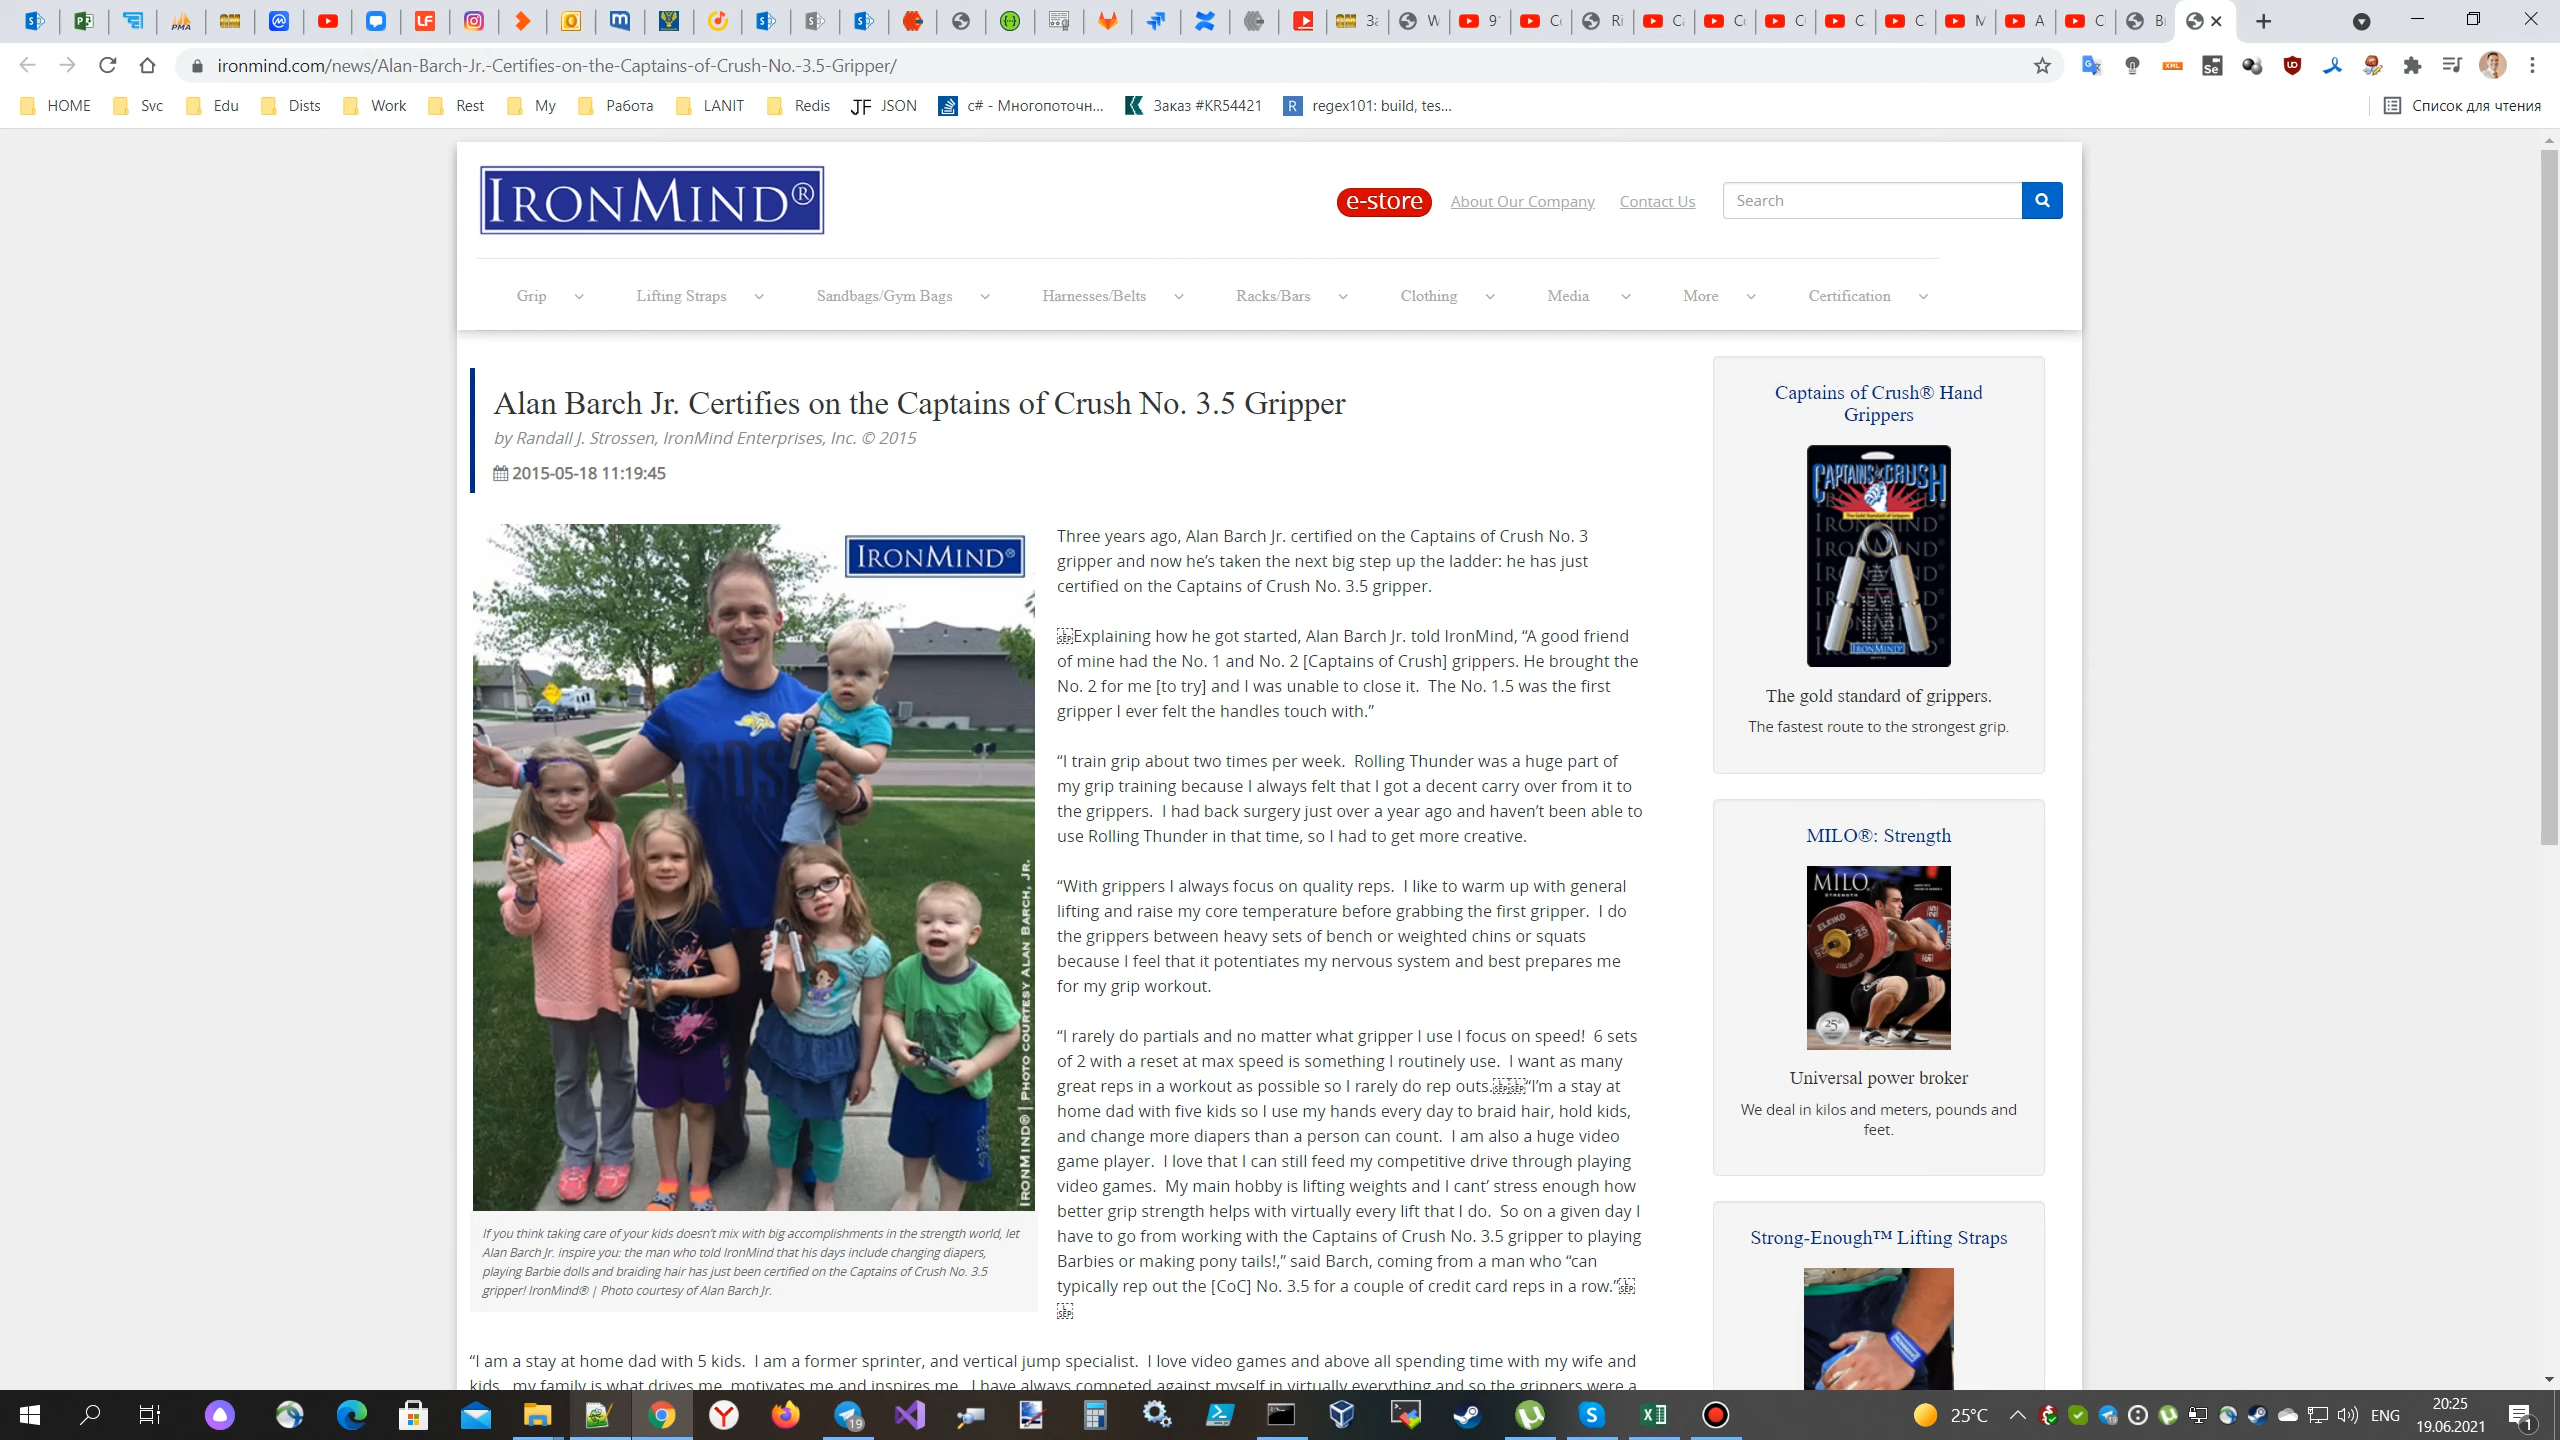 ironmind.com/news/Alan-Barch-Jr.-Certifies-on-the-Captains-of-Crush-No.-3.5-Gripper/
HOME Svc Edu Dists Work Rest My Работа LANIT Redis JSON c# - Многопоточн... Заказ #KR54421 regex101: build, tes... Список для чтения
IRONMIND®
e-store About Our Company Contact Us Search
Grip Lifting Straps Sandbags/Gym Bags Harnesses/Belts Racks/Bars Clothing Media More Certification
Alan Barch Jr. Certifies on the Captains of Crush No. 3.5 Gripper
by Randall J. Strossen, IronMind Enterprises, Inc. © 2015
2015-05-18 11:19:45
IRONMIND®
IRONMIND® | PHOTO COURTESY ALAN BARCH, JR.
If you think taking care of your kids doesn't mix with big accomplishments in the strength world, let
Alan Barch Jr. inspire you: the man who told IronMind that his days include changing diapers,
playing Barbie dolls and braiding hair has just been certified on the Captains of Crush No. 3.5
gripper! IronMind® | Photo courtesy of Alan Barch Jr.
Three years ago, Alan Barch Jr. certified on the Captains of Crush No. 3
gripper and now he’s taken the next big step up the ladder: he has just
certified on the Captains of Crush No. 3.5 gripper.
Explaining how he got started, Alan Barch Jr. told IronMind, “A good friend
of mine had the No. 1 and No. 2 [Captains of Crush] grippers. He brought the
No. 2 for me [to try] and I was unable to close it. The No. 1.5 was the first
gripper I ever felt the handles touch with.”
“I train grip about two times per week. Rolling Thunder was a huge part of
my grip training because I always felt that I got a decent carry over from it to
the grippers. I had back surgery just over a year ago and haven’t been able to
use Rolling Thunder in that time, so I had to get more creative.
“With grippers I always focus on quality reps. I like to warm up with general
lifting and raise my core temperature before grabbing the first gripper. I do
the grippers between heavy sets of bench or weighted chins or squats
because I feel that it potentiates my nervous system and best prepares me
for my grip workout.
“I rarely do partials and no matter what gripper I use I focus on speed! 6 sets
of 2 with a reset at max speed is something I routinely use. I want as many
great reps in a workout as possible so I rarely do rep outs.“I’m a stay at
home dad with five kids so I use my hands every day to braid hair, hold kids,
and change more diapers than a person can count. I am also a huge video
game player. I love that I can still feed my competitive drive through playing
video games. My main hobby is lifting weights and I cant’ stress enough how
better grip strength helps with virtually every lift that I do. So on a given day I
have to go from working with the Captains of Crush No. 3.5 gripper to playing
Barbies or making pony tails!,” said Barch, coming from a man who “can
typically rep out the [CoC] No. 3.5 for a couple of credit card reps in a row.”
“I am a stay at home dad with 5 kids. I am a former sprinter, and vertical jump specialist. I love video games and above all spending time with my wife and
kids, my family is what drives me, motivates me and inspires me. I have always competed against myself in virtually everything and so the grippers were a
Captains of Crush® Hand
Grippers
CAPTAINS OF CRUSH
IRONMIND
The gold standard of grippers.
The fastest route to the strongest grip.
MILO®: Strength
MILO
STRENGTH
ELEIKO
25
Universal power broker
We deal in kilos and meters, pounds and
feet.
Strong-Enough™ Lifting Straps
25°C ENG 20:25
19.06.2021